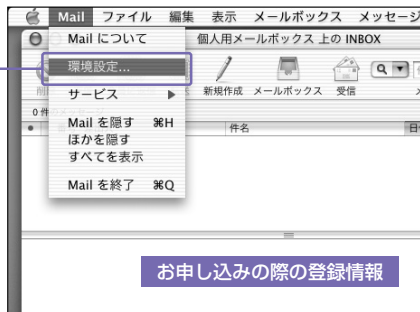 Mail ファイル 編集 表示 メールボックス メッセージ
個人用メールボックス 上の INBOX
Mail について
環境設定...
サービス
Mail を隠す ⌘H
ほかを隠す
すべてを表示
Mail を終了 ⌘Q
新規作成 メールボックス 受信
0 件
件名
日
お申し込みの際の登録情報